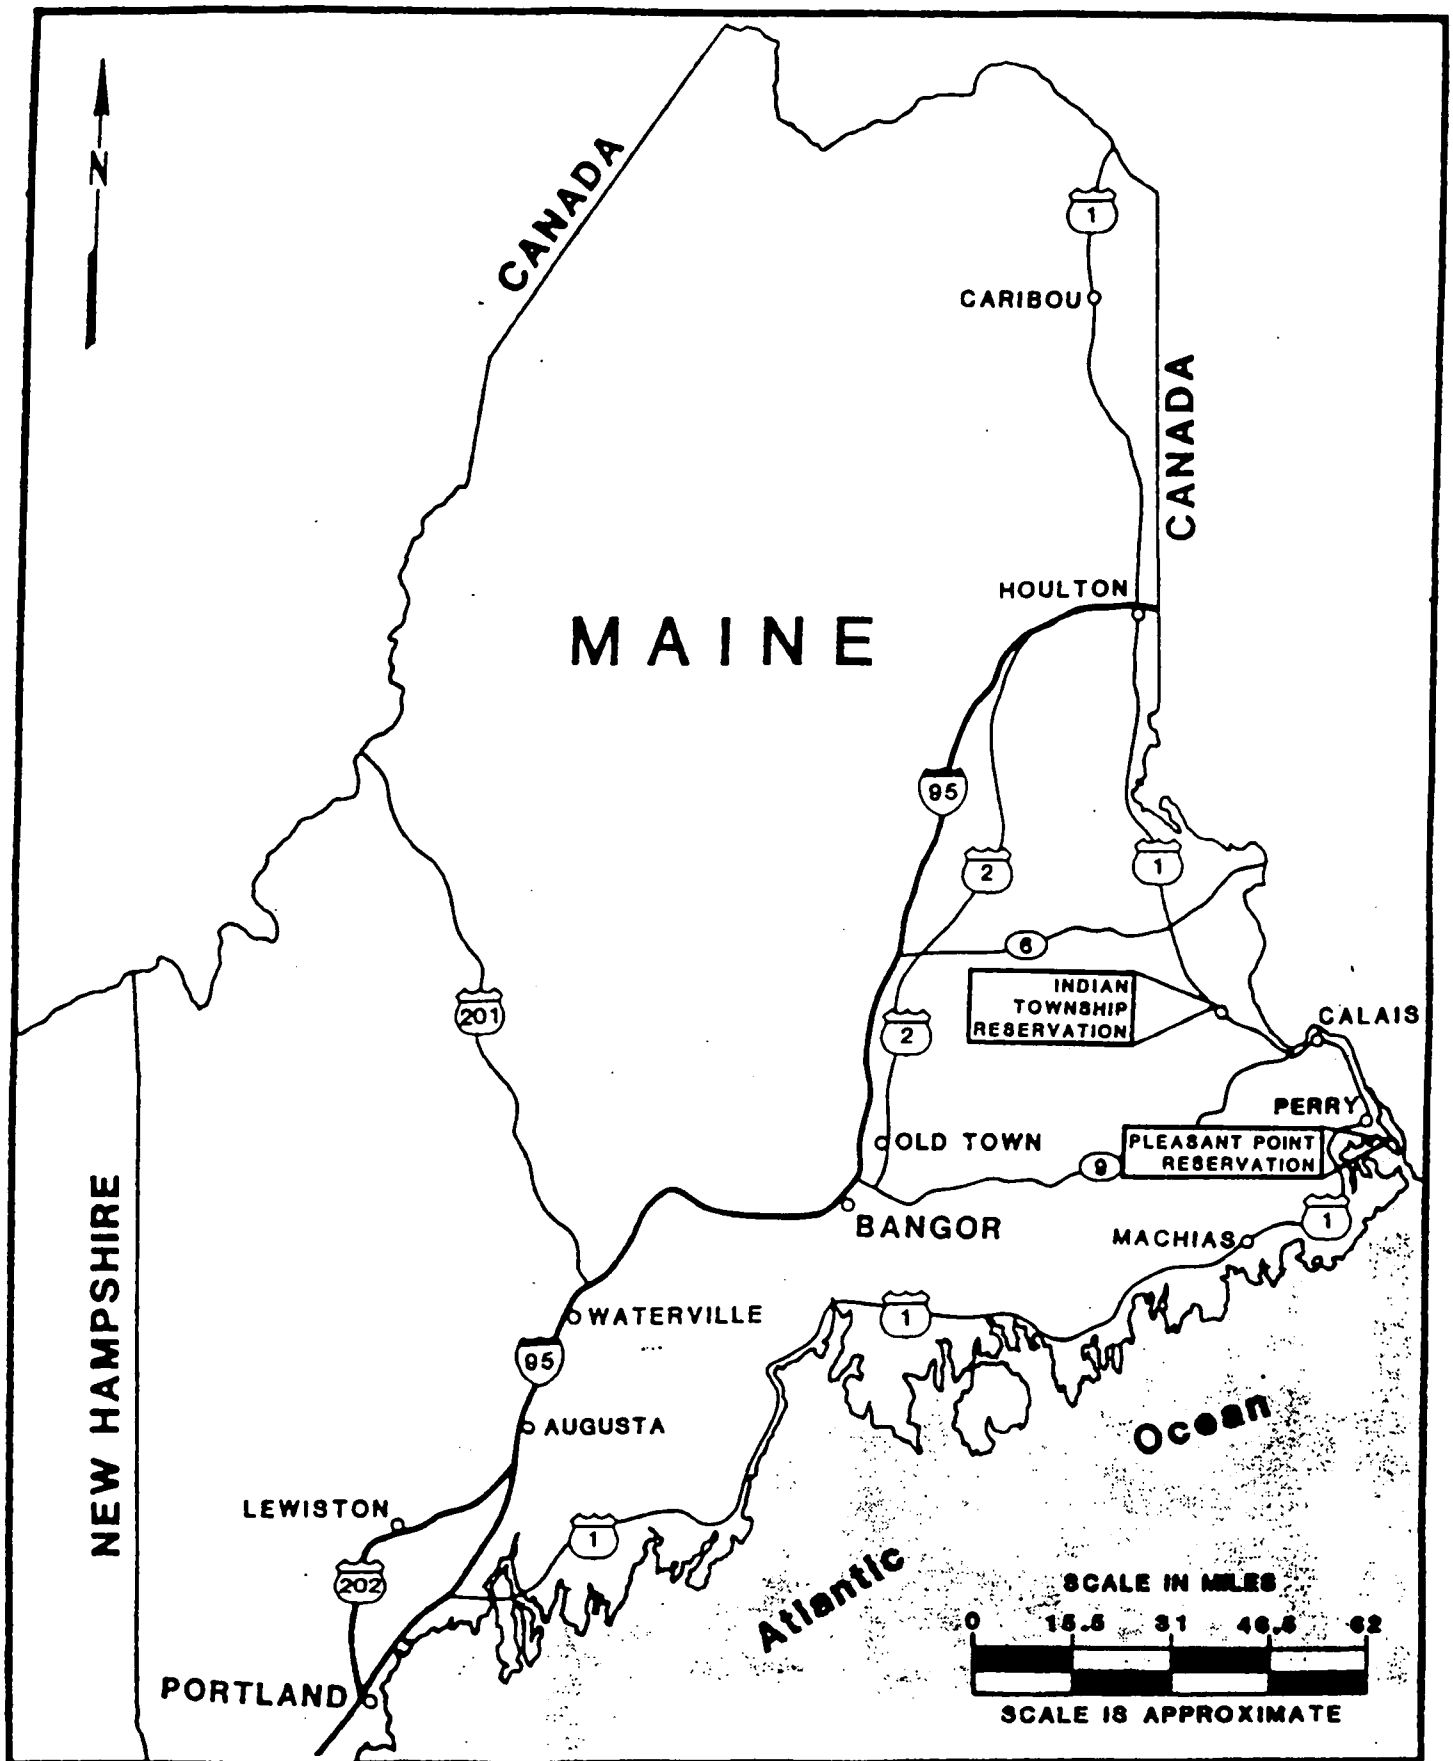 N
CANADA
1
CARIBOU
CANADA
HOULTON
MAINE
95
2
1
6
INDIAN
TOWNSHIP
RESERVATION
201
2
CALAIS
PERRY
OLD TOWN
PLEASANT POINT
RESERVATION
9
NEW HAMPSHIRE
BANGOR
MACHIAS
1
WATERVILLE
1
95
AUGUSTA
Ocean
LEWISTON
1
202
Atlantic
SCALE IN MILES
0 15.5 31 46.5 62
PORTLAND
SCALE IS APPROXIMATE